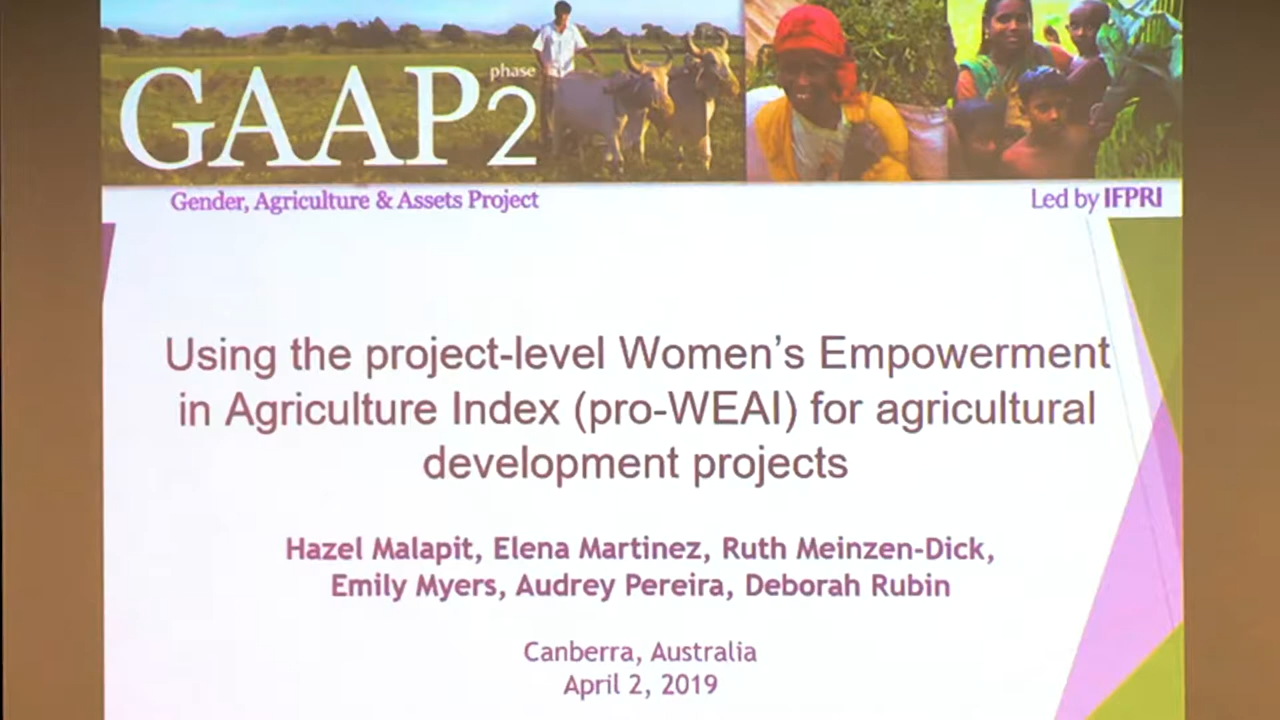 GAAP phase 2
Gender, Agriculture & Assets Project
Led by IFPRI
Using the project-level Women's Empowerment
in Agriculture Index (pro-WEAI) for agricultural
development projects
Hazel Malapit, Elena Martinez, Ruth Meinzen-Dick,
Emily Myers, Audrey Pereira, Deborah Rubin
Canberra, Australia
April 2, 2019